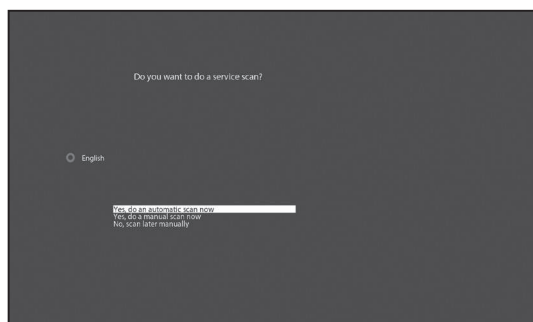 Do you want to do a service scan?
English
Yes, do an automatic scan now
Yes, do a manual scan now
No, scan later manually